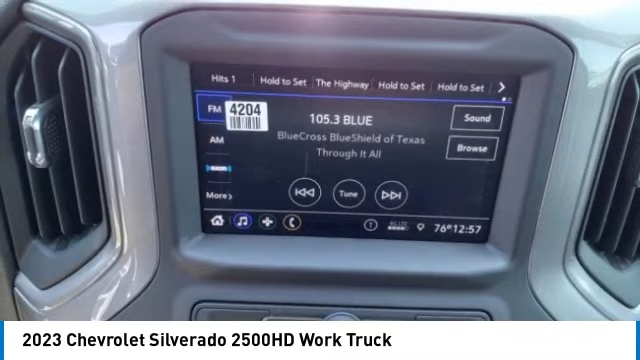 Hits 1 Hold to Set The Highway Hold to Set Hold to Set
FM
4204
105.3 BLUE
Sound
AM
BlueCross BlueShield of Texas
Through It All
Browse
More
Tune
4G LTE
76° 12:57
2023 Chevrolet Silverado 2500HD Work Truck